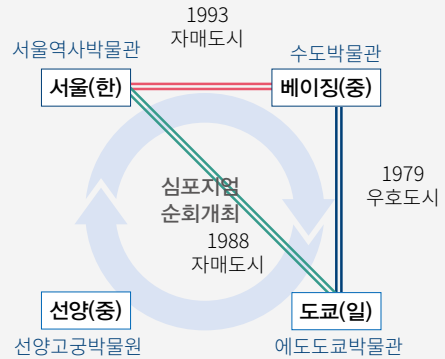 1993
자매도시
서울역사박물관
수도박물관
서울(한)
베이징(중)
심포지엄
순회개최
1979
우호도시
1988
자매도시
선양(중)
도쿄(일)
선양고궁박물원
에도도쿄박물관